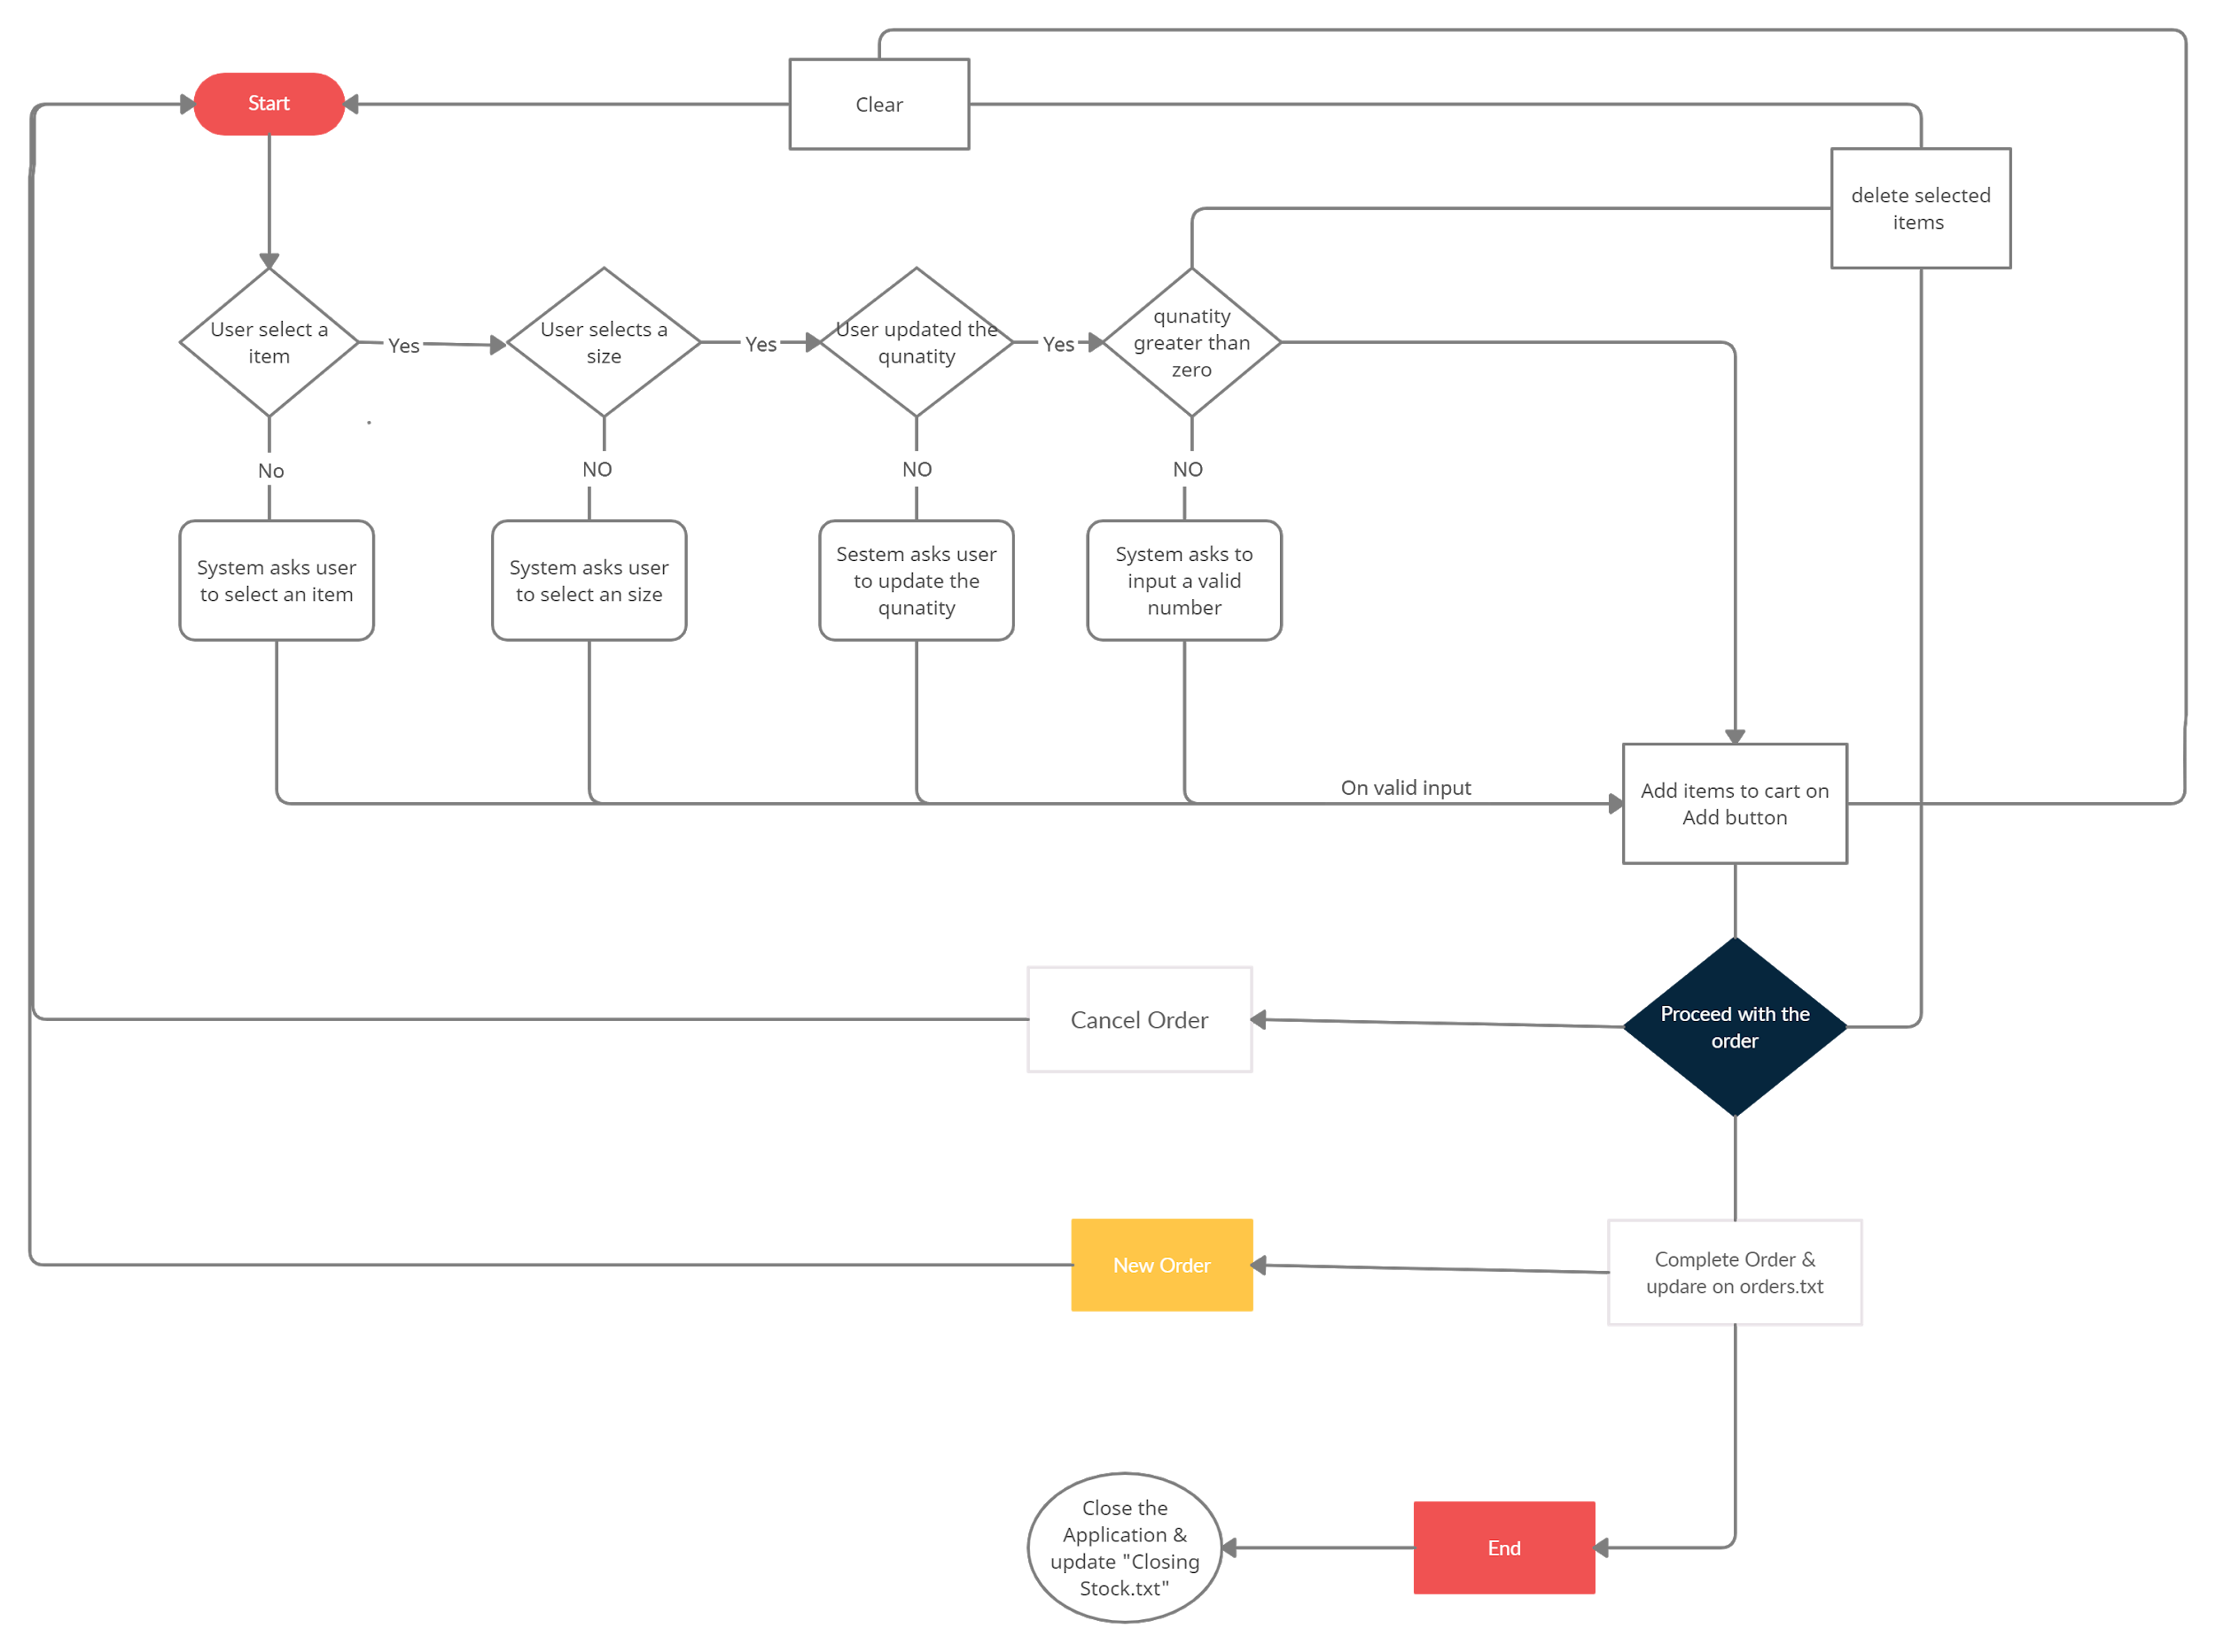 Start
Clear
delete selected
items
User select a
item
Yes
User selects a
size
Yes
User updated the
qunatity
Yes
qunatity
greater than
zero
No
NO
NO
NO
System asks user
to select an item
System asks user
to select an size
Sestem asks user
to update the
qunatity
System asks to
input a valid
number
On valid input
Add items to cart on
Add button
Cancel Order
Proceed with the
order
New Order
Complete Order &
updare on orders.txt
Close the
Application &
update "Closing
Stock.txt"
End